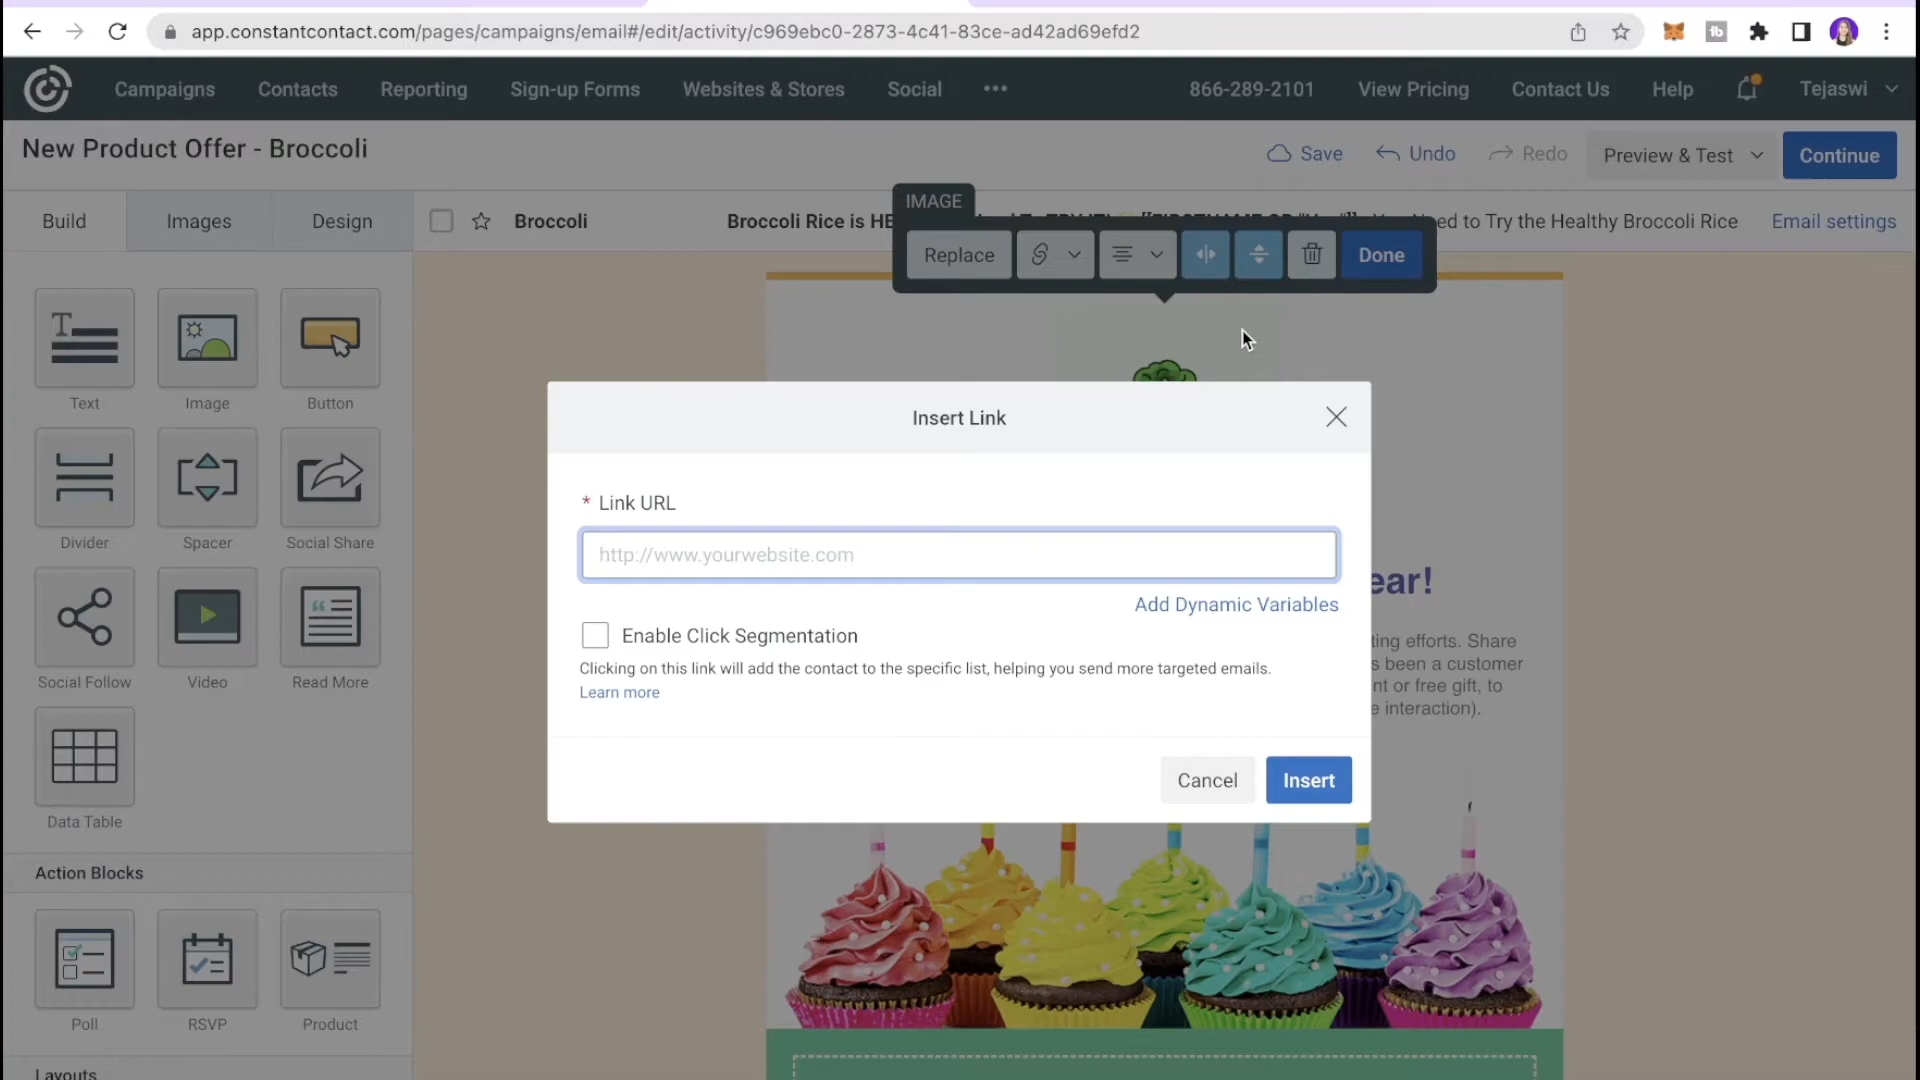 app.constantcontact.com/pages/campaigns/email#/edit/activity/c969ebc0-2873-4c41-83ce-ad42ad69efd2
Campaigns Contacts Reporting Sign-up Forms Websites & Stores Social ••• 866-289-2101 View Pricing Contact Us Help Tejaswi
New Product Offer - Broccoli
Save Undo Redo Preview & Test Continue
Build Images Design
Broccoli Broccoli Rice is HE Need to Try the Healthy Broccoli Rice Email settings
IMAGE
Replace Done
Text Image Button
Divider Spacer Social Share
Social Follow Video Read More
Data Table
Action Blocks
Poll RSVP Product
Layouts
Insert Link
* Link URL
http://www.yourwebsite.com
Add Dynamic Variables
Enable Click Segmentation
Clicking on this link will add the contact to the specific list, helping you send more targeted emails.
Learn more
Cancel Insert
ear!
ting efforts. Share
s been a customer
nt or free gift, to
e interaction).